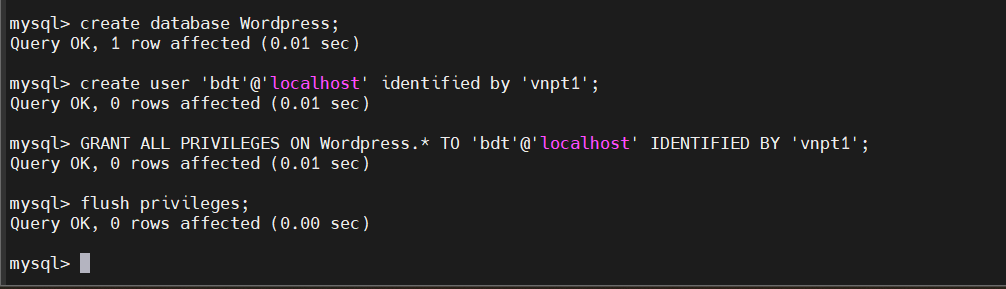 mysql> create database Wordpress;
Query OK, 1 row affected (0.01 sec)
mysql> create user 'bdt'@'localhost' identified by 'vnpt1';
Query OK, 0 rows affected (0.01 sec)
mysql> GRANT ALL PRIVILEGES ON Wordpress.* TO 'bdt'@'localhost' IDENTIFIED BY 'vnpt1';
Query OK, 0 rows affected (0.01 sec)
mysql> flush privileges;
Query OK, 0 rows affected (0.00 sec)
mysql>